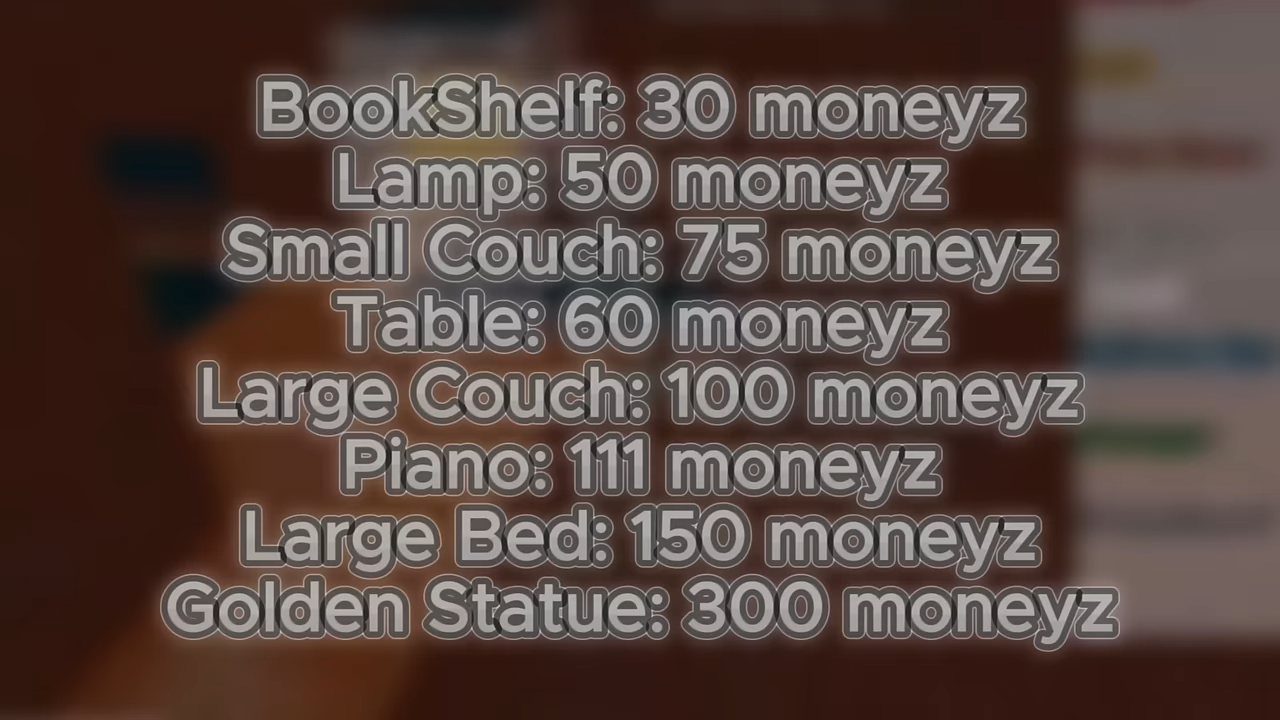 BookShelf: 30 moneyz
Lamp: 50 moneyz
Small Couch: 75 moneyz
Table: 60 moneyz
Large Couch: 100 moneyz
Piano: 111 moneyz
Large Bed: 150 moneyz
Golden Statue: 300 moneyz